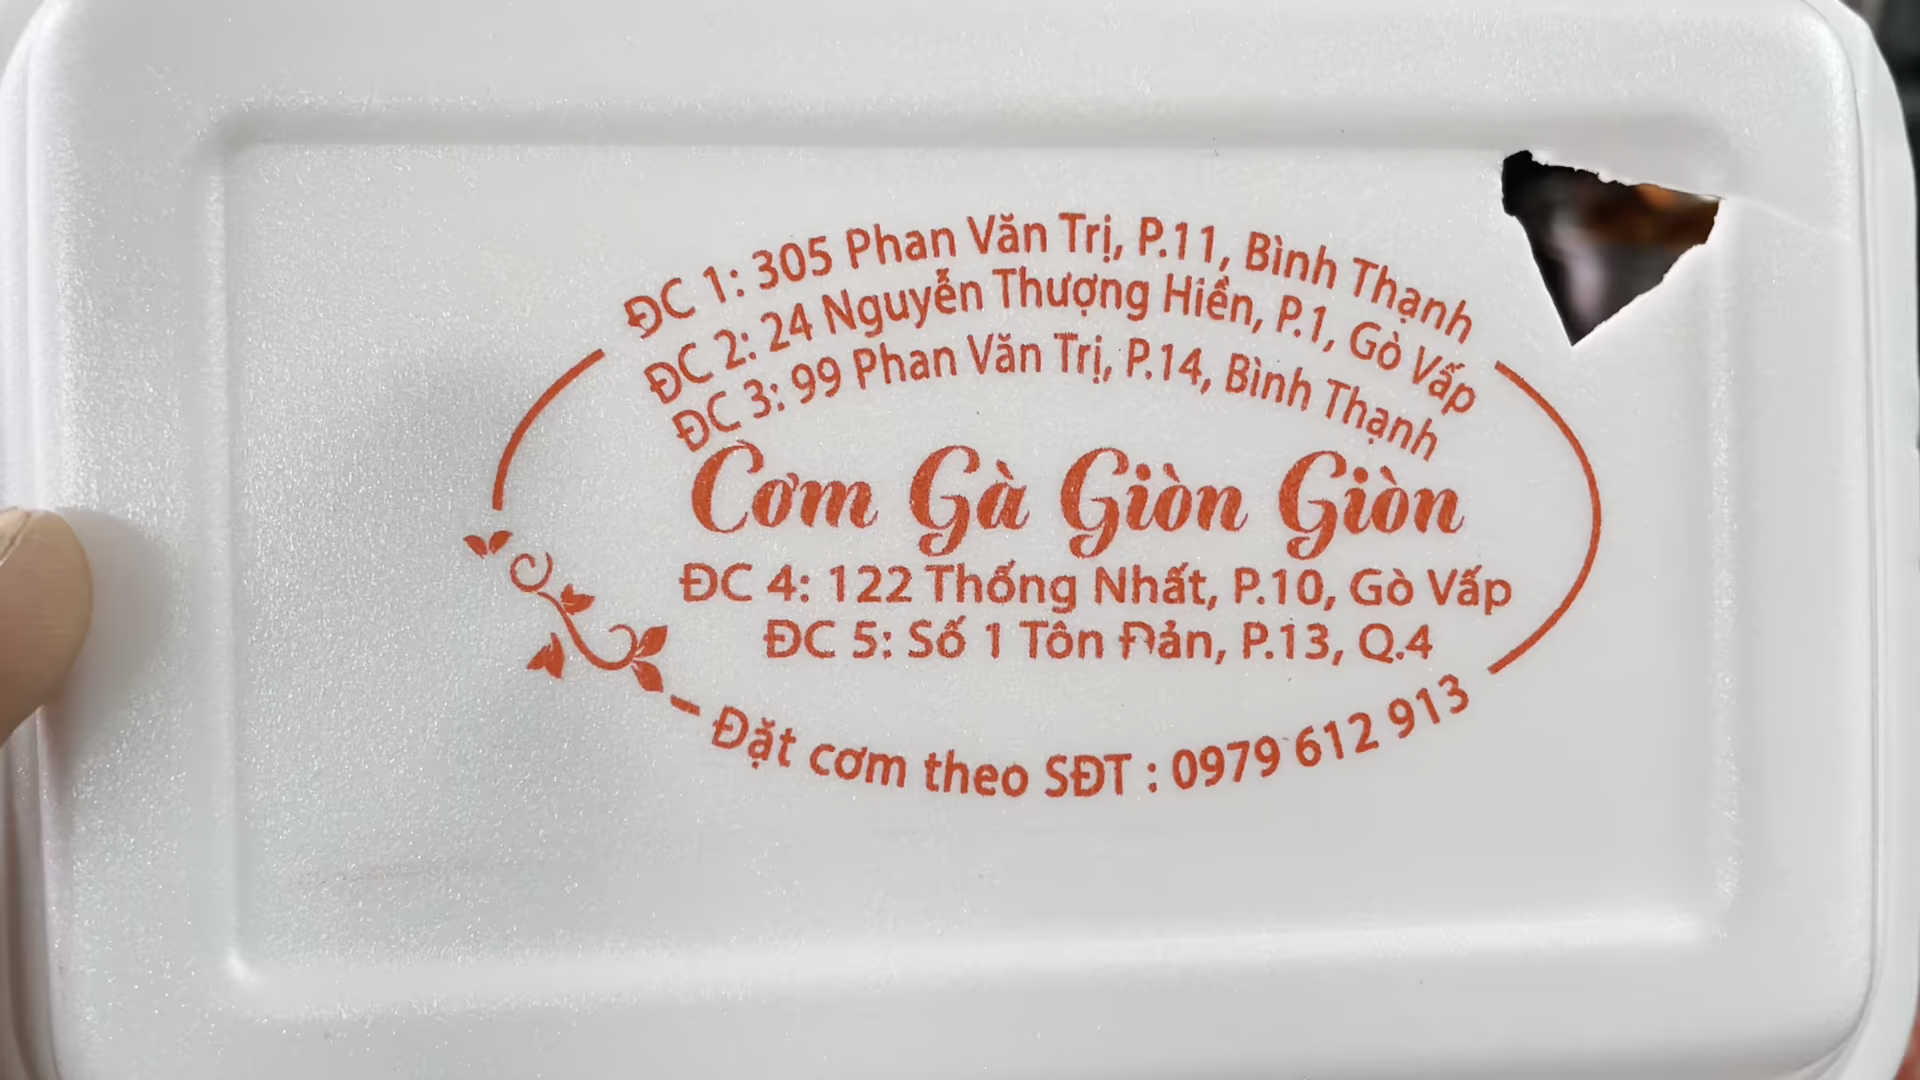 ĐC 1: 305 Phan Văn Trị, P.11, Bình Thạnh
ĐC 2: 24 Nguyễn Thượng Hiền, P.1, Gò Vấp
ĐC 3: 99 Phan Văn Trị, P.14, Bình Thạnh
Cơm Gà Giòn Giòn
ĐC 4: 122 Thống Nhất, P.10, Gò Vấp
ĐC 5: Số 1 Tôn Đản, P.13, Q.4
Đặt cơm theo SĐT : 0979 612 913